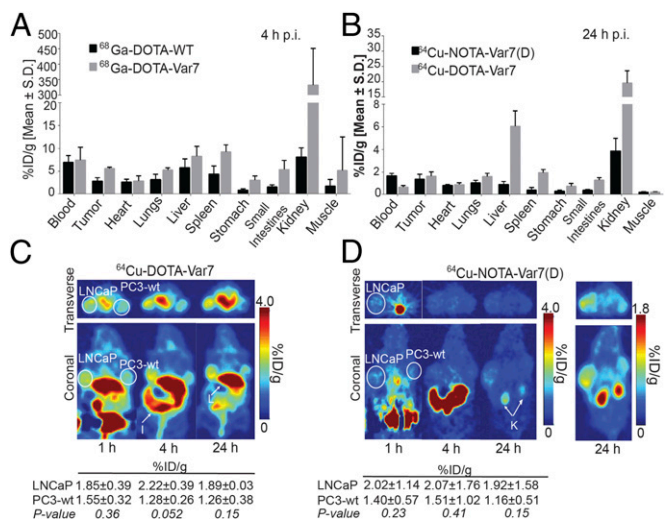 A
500
450
400
350
300
10
5
0
%ID/g [Mean ± S.D.]
68Ga-DOTA-WT
68Ga-DOTA-Var7
4 h p.i.
Blood Tumor Heart Lungs Liver Spleen Stomach Small Intestines Kidney Muscle
B
35
30
25
20
15
8
6
4
2
0
%ID/g [Mean ± S.D.]
64Cu-NOTA-Var7(D)
64Cu-DOTA-Var7
24 h p.i.
Blood Tumor Heart Lungs Liver Spleen Stomach Small Intestines Kidney Muscle
C
64Cu-DOTA-Var7
Transverse
LNCaP PC3-wt
Coronal
LNCaP PC3-wt
I
L
4.0
%ID/g
0
1 h 4 h 24 h
%ID/g
LNCaP 1.85±0.39 2.22±0.39 1.89±0.03
PC3-wt 1.55±0.32 1.28±0.26 1.26±0.38
P-value 0.36 0.052 0.15
D
64Cu-NOTA-Var7(D)
Transverse
LNCaP
Coronal
LNCaP PC3-wt
K
4.0
%ID/g
0
1.8
%ID/g
0
1 h 4 h 24 h 24 h
%ID/g
LNCaP 2.02±1.14 2.07±1.76 1.92±1.58
PC3-wt 1.40±0.57 1.51±1.02 1.16±0.51
P-value 0.23 0.41 0.15